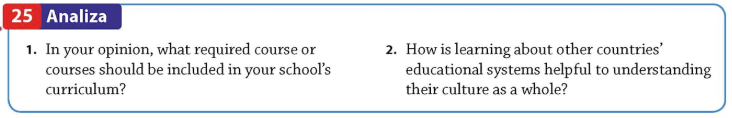 25 Analiza
1. In your opinion, what required course or
courses should be included in your school's
curriculum?
2. How is learning about other countries'
educational systems helpful to understanding
their culture as a whole?